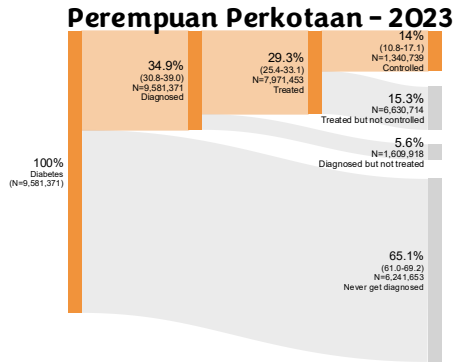 Perempuan Perkotaan – 2023
100%
Diabetes
(N=9,581,371)
34.9%
(30.8-39.0)
N=9,581,371
Diagnosed
29.3%
(25.4-33.1)
N=7,971,453
Treated
14%
(10.8-17.1)
N=1,340,739
Controlled
15.3%
N=6,630,714
Treated but not controlled
5.6%
N=1,609,918
Diagnosed but not treated
65.1%
(61.0-69.2)
N=6,241,653
Never get diagnosed